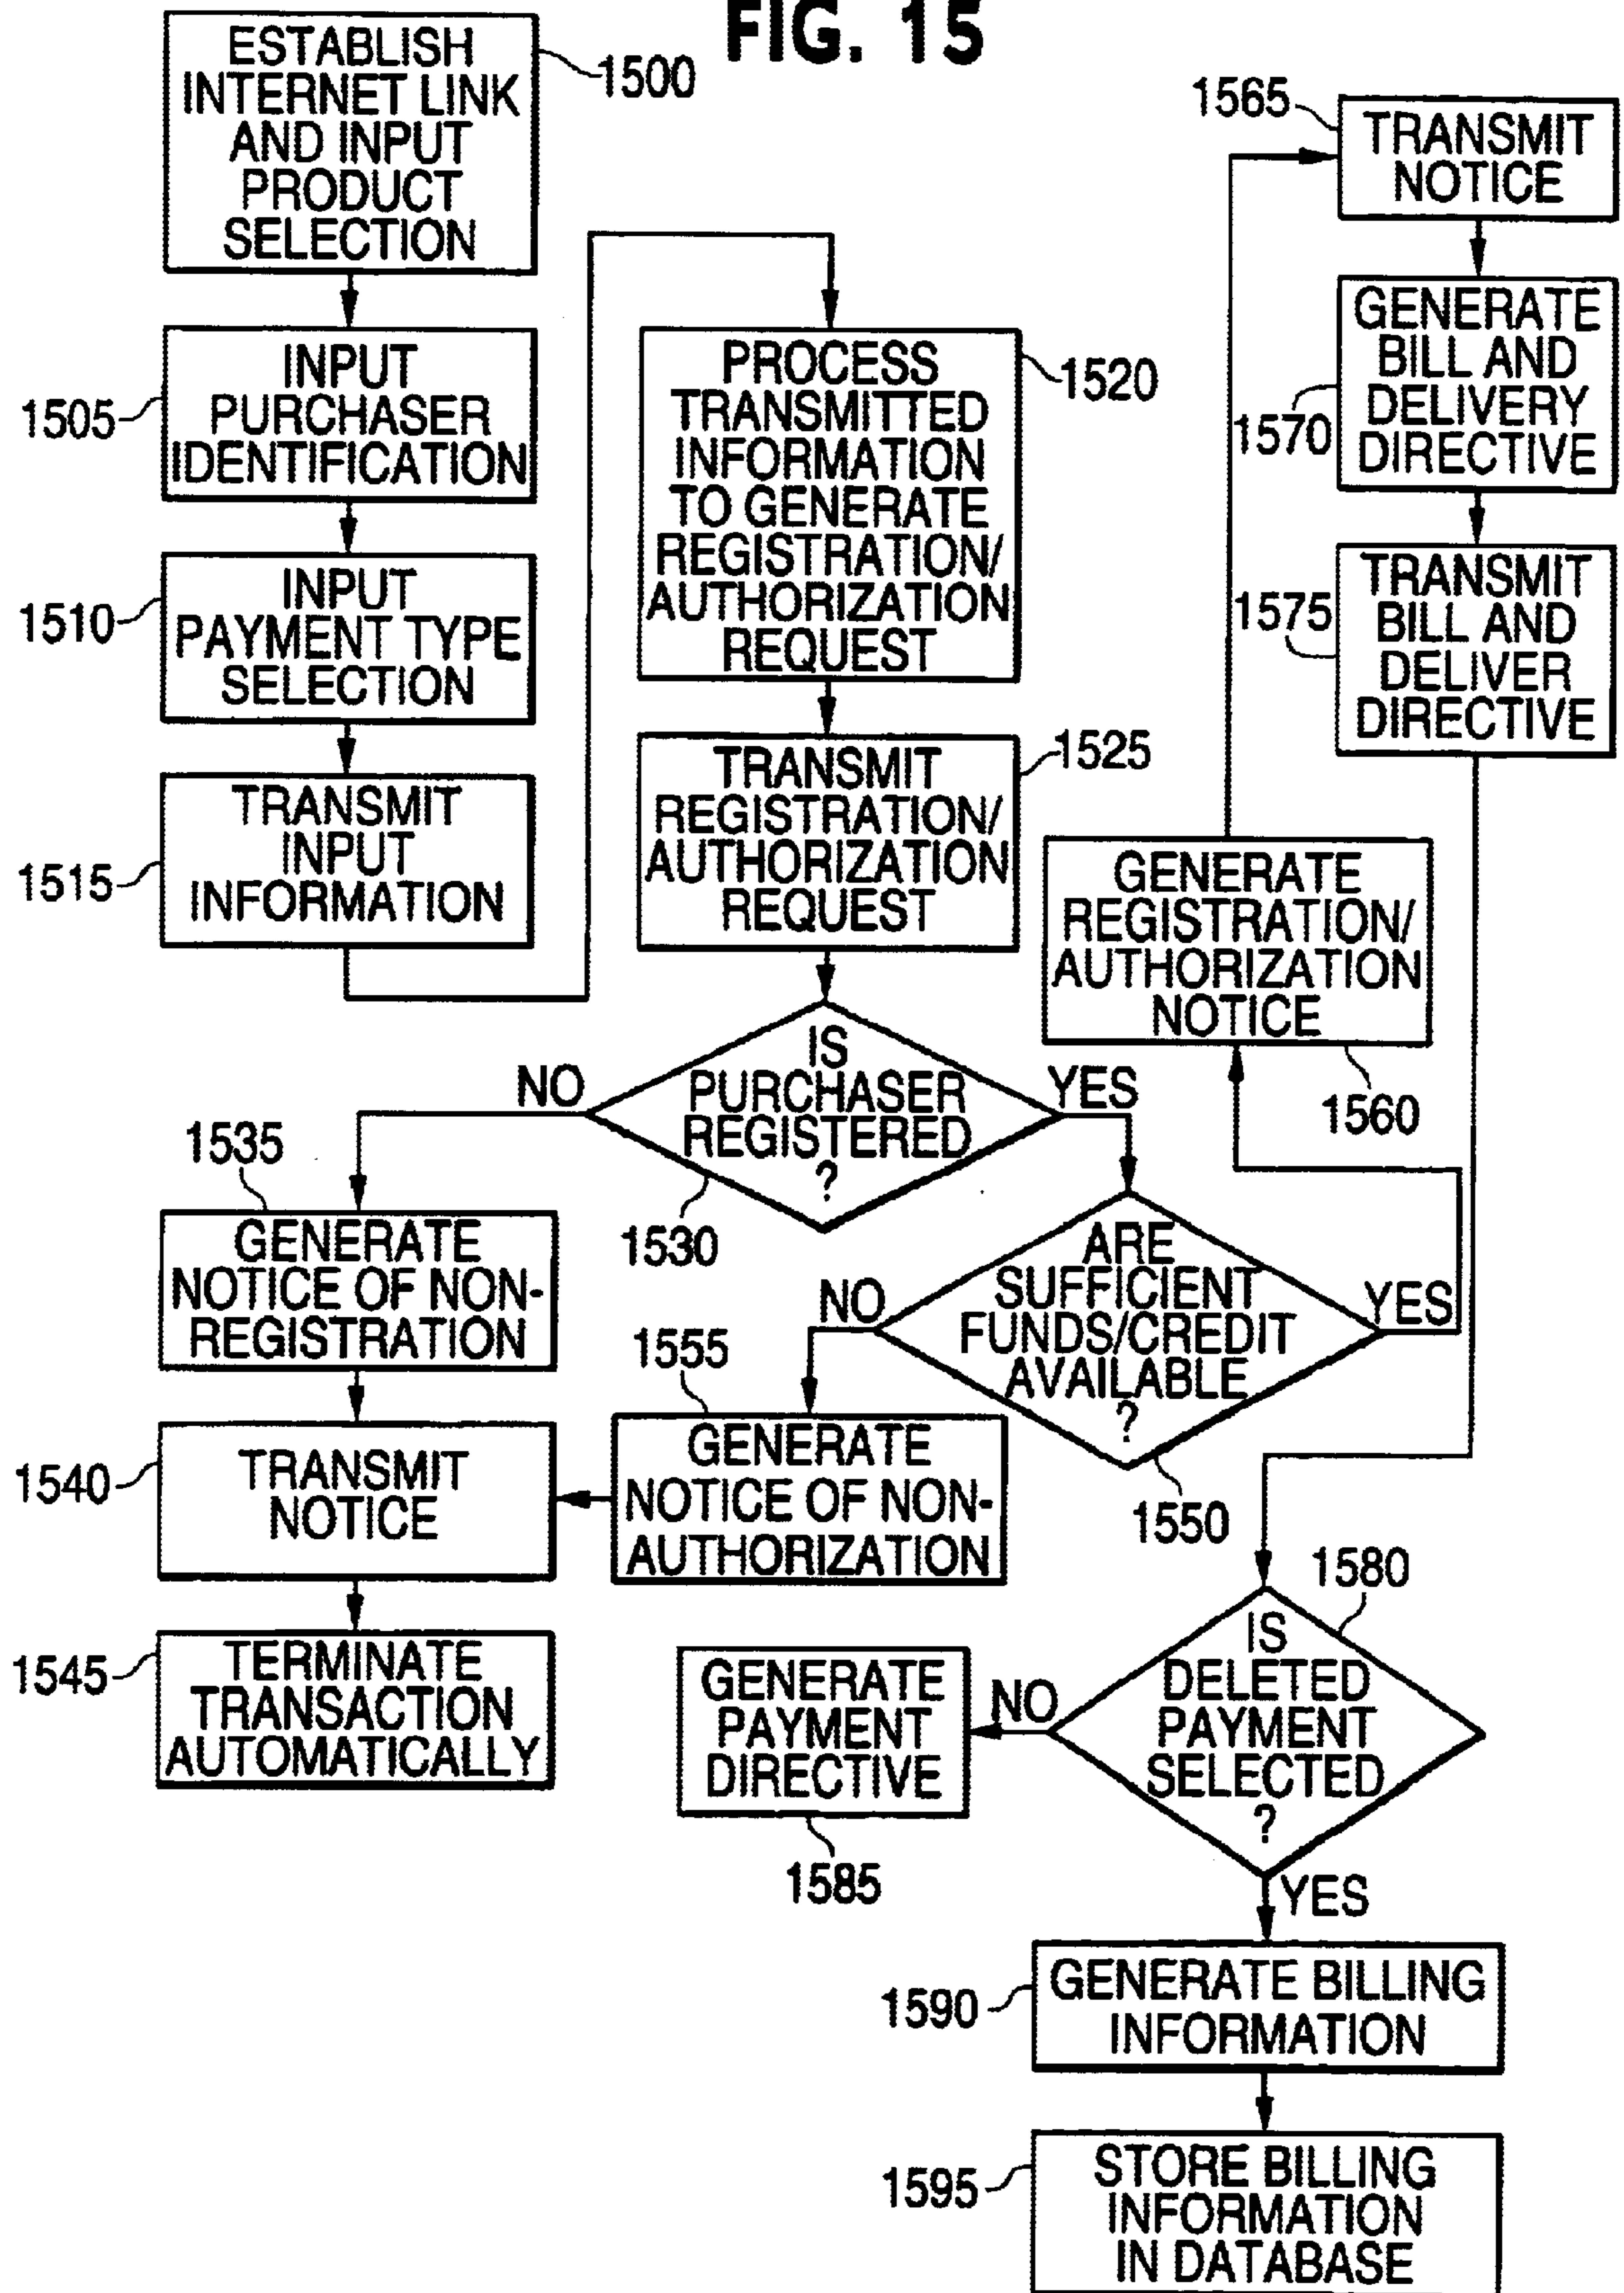 FIG. 15
ESTABLISH
INTERNET LINK
AND INPUT
PRODUCT
SELECTION
1500
INPUT
PURCHASER
IDENTIFICATION
1505
INPUT
PAYMENT TYPE
SELECTION
1510
TRANSMIT
INPUT
INFORMATION
1515
PROCESS
TRANSMITTED
INFORMATION
TO GENERATE
REGISTRATION/
AUTHORIZATION
REQUEST
1520
TRANSMIT
REGISTRATION/
AUTHORIZATION
REQUEST
1525
IS
PURCHASER
REGISTERED
?
1530
NO
YES
1535
GENERATE
NOTICE OF NON-
REGISTRATION
1540
TRANSMIT
NOTICE
1545
TERMINATE
TRANSACTION
AUTOMATICALLY
ARE
SUFFICIENT
FUNDS/CREDIT
AVAILABLE
?
1550
NO
YES
1555
GENERATE
NOTICE OF NON-
AUTHORIZATION
GENERATE
REGISTRATION/
AUTHORIZATION
NOTICE
1560
1565
TRANSMIT
NOTICE
GENERATE
BILL AND
DELIVERY
DIRECTIVE
1570
TRANSMIT
BILL AND
DELIVER
DIRECTIVE
1575
1580
IS
DELETED
PAYMENT
SELECTED
?
NO
YES
GENERATE
PAYMENT
DIRECTIVE
1585
1590
GENERATE BILLING
INFORMATION
1595
STORE BILLING
INFORMATION
IN DATABASE